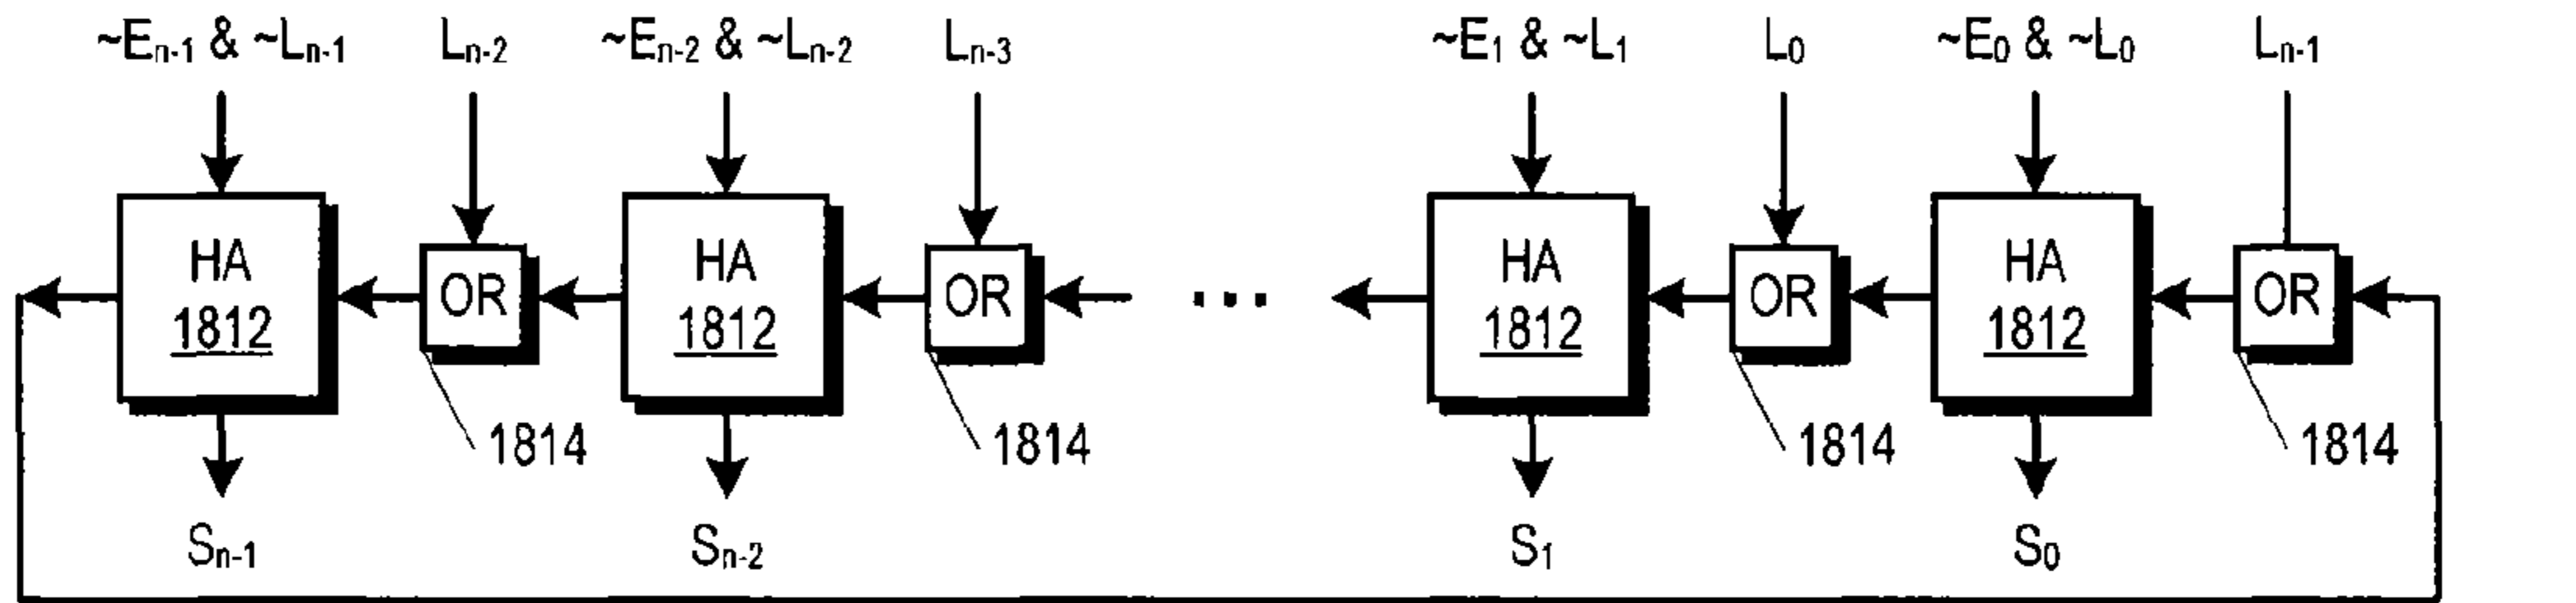 ~Eₙ₋₁ & ~Lₙ₋₁ Lₙ₋₂ ~Eₙ₋₂ & ~Lₙ₋₂ Lₙ₋₃ ~E₁ & ~L₁ L₀ ~E₀ & ~L₀ Lₙ₋₁
HA OR HA OR ... HA OR HA OR
1812 1812 1812 1812
1814 1814 1814 1814
Sₙ₋₁ Sₙ₋₂ S₁ S₀